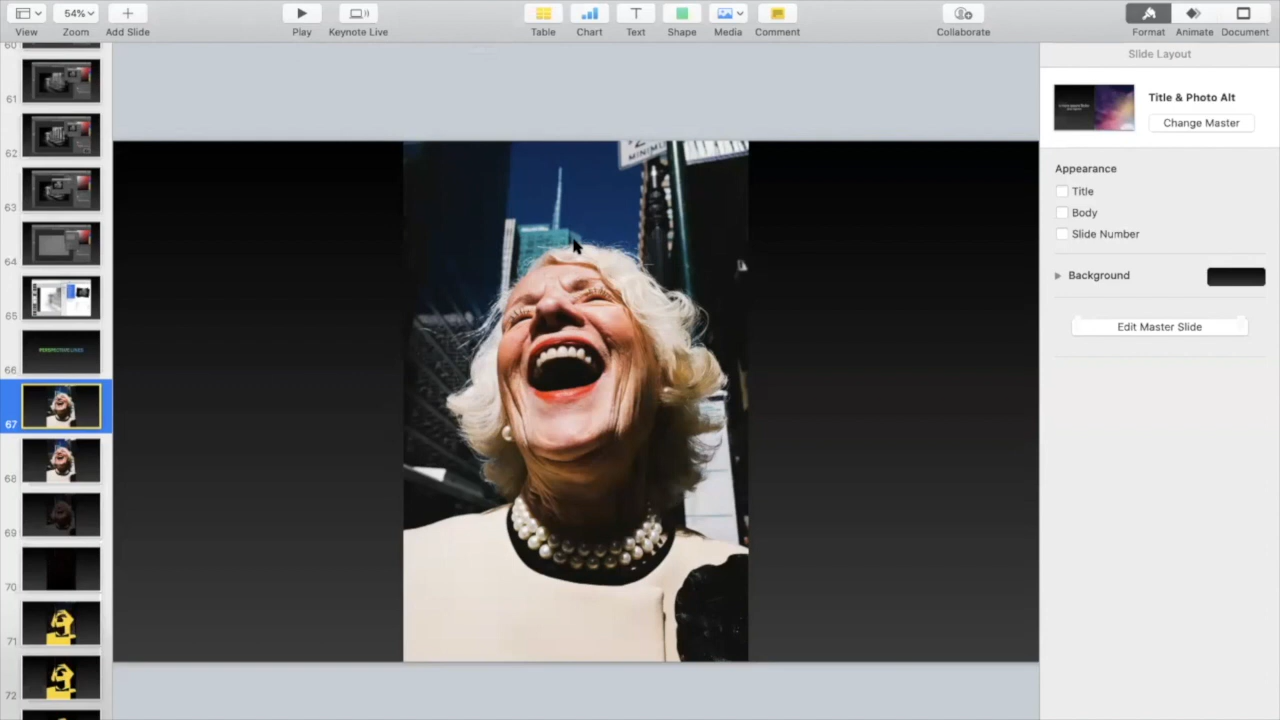 54%
View
Zoom
Add Slide
Play
Keynote Live
Table
Chart
Text
Shape
Media
Comment
Collaborate
Format
Animate
Document
60
61
62
63
64
65
66
67
68
69
70
71
72
MINIMU
Slide Layout
Title & Photo Alt
Change Master
Appearance
Title
Body
Slide Number
Background
Edit Master Slide